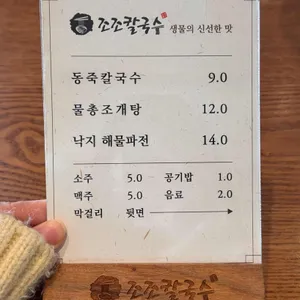 조조칼국수 생물의 신선한 맛
동죽칼국수 9.0
물총조개탕 12.0
낙지 해물파전 14.0
소주 5.0 공기밥 1.0
맥주 5.0 음료 2.0
막걸리 뒷면
조조칼국수